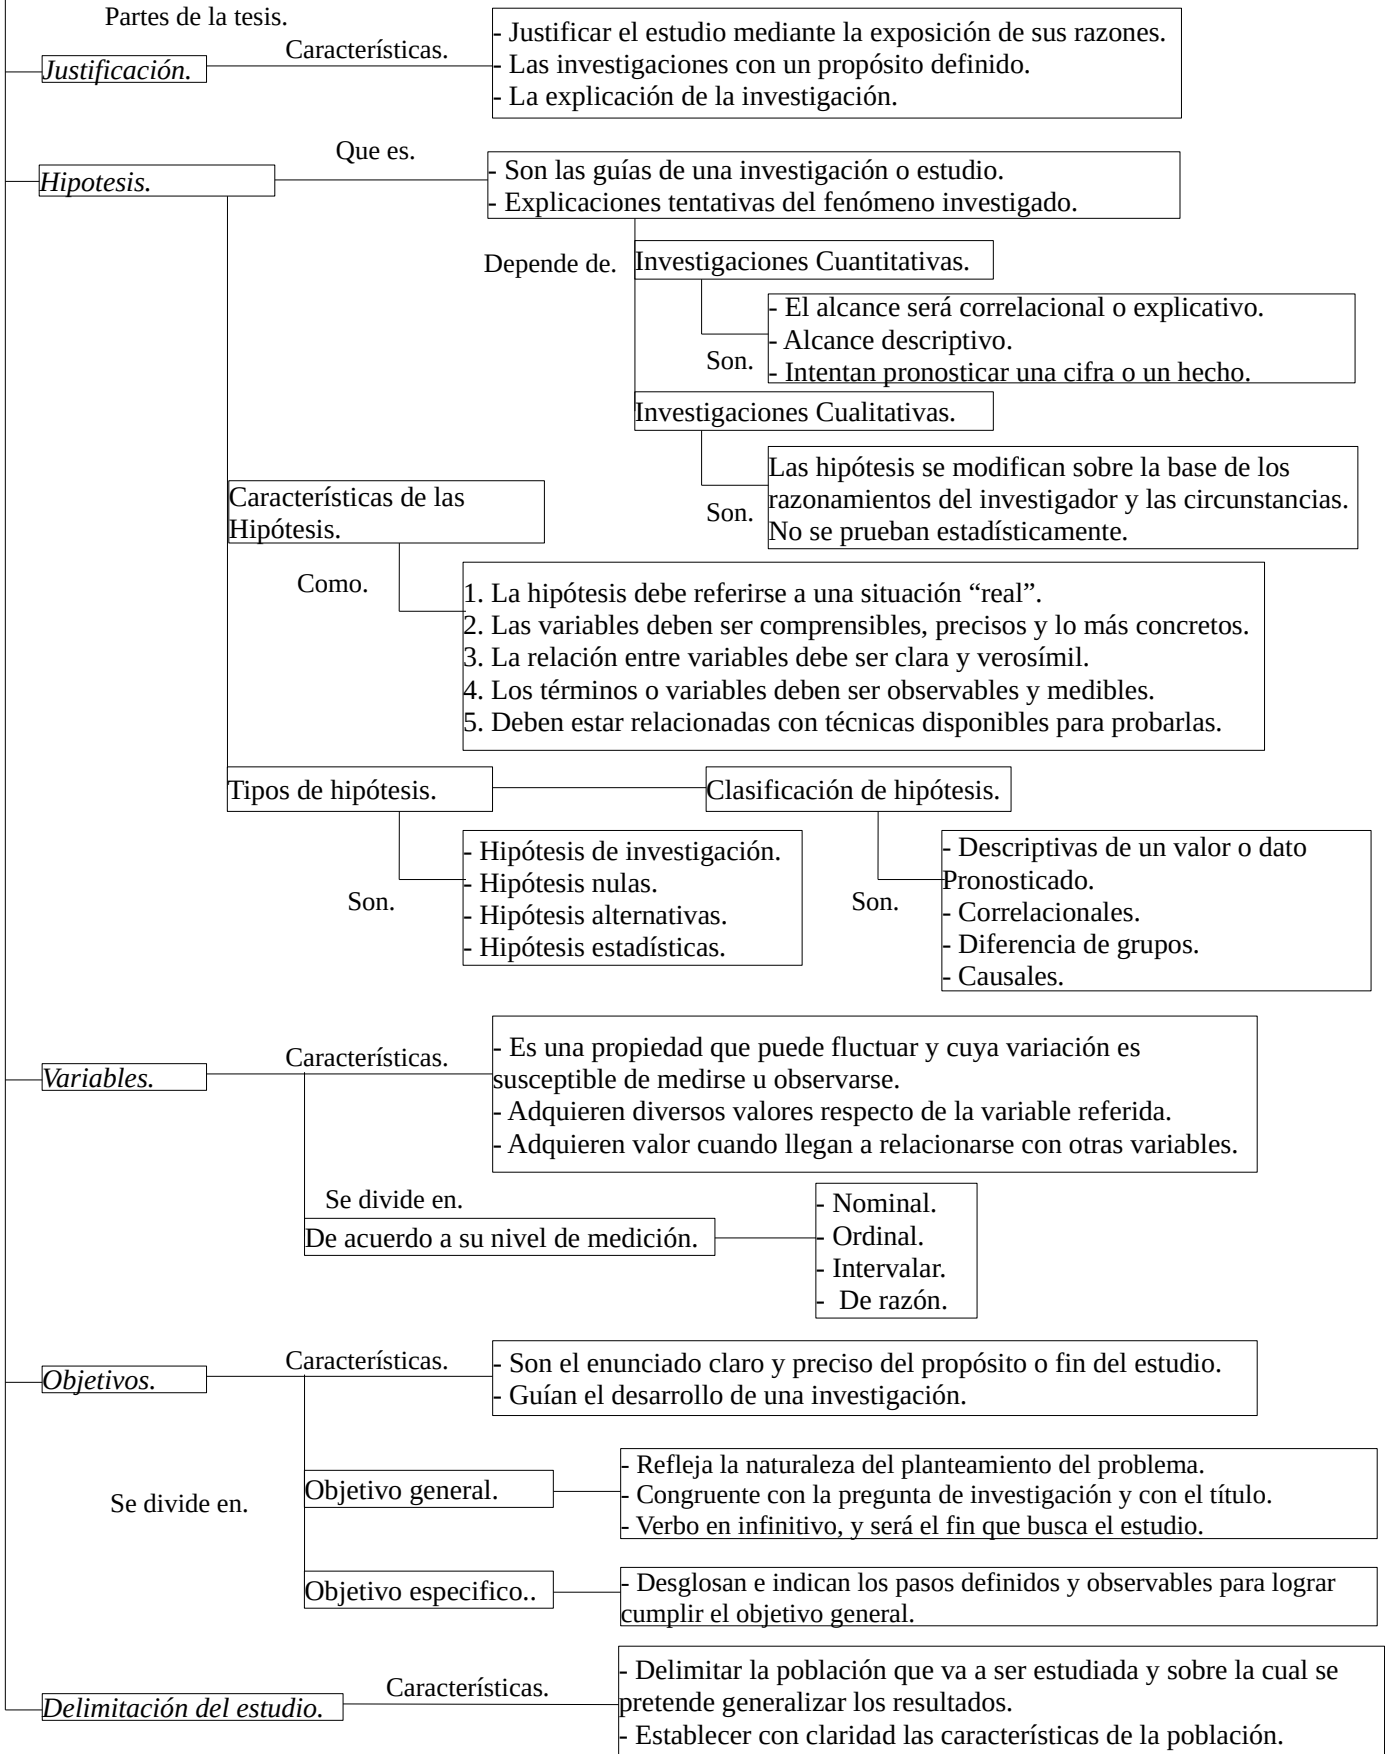 Partes de la tesis.
Justificación.
Características.
- Justificar el estudio mediante la exposición de sus razones.
- Las investigaciones con un propósito definido.
- La explicación de la investigación.
Hipotesis.
Que es.
- Son las guías de una investigación o estudio.
- Explicaciones tentativas del fenómeno investigado.
Depende de.
Investigaciones Cuantitativas.
Son.
- El alcance será correlacional o explicativo.
- Alcance descriptivo.
- Intentan pronosticar una cifra o un hecho.
Investigaciones Cualitativas.
Son.
Las hipótesis se modifican sobre la base de los
razonamientos del investigador y las circunstancias.
No se prueban estadísticamente.
Características de las
Hipótesis.
Como.
1. La hipótesis debe referirse a una situación “real”.
2. Las variables deben ser comprensibles, precisos y lo más concretos.
3. La relación entre variables debe ser clara y verosímil.
4. Los términos o variables deben ser observables y medibles.
5. Deben estar relacionadas con técnicas disponibles para probarlas.
Tipos de hipótesis.
Son.
- Hipótesis de investigación.
- Hipótesis nulas.
- Hipótesis alternativas.
- Hipótesis estadísticas.
Clasificación de hipótesis.
Son.
- Descriptivas de un valor o dato
Pronosticado.
- Correlacionales.
- Diferencia de grupos.
- Causales.
Variables.
Características.
- Es una propiedad que puede fluctuar y cuya variación es
susceptible de medirse u observarse.
- Adquieren diversos valores respecto de la variable referida.
- Adquieren valor cuando llegan a relacionarse con otras variables.
Se divide en.
De acuerdo a su nivel de medición.
- Nominal.
- Ordinal.
- Intervalar.
- De razón.
Objetivos.
Características.
- Son el enunciado claro y preciso del propósito o fin del estudio.
- Guían el desarrollo de una investigación.
Se divide en.
Objetivo general.
- Refleja la naturaleza del planteamiento del problema.
- Congruente con la pregunta de investigación y con el título.
- Verbo en infinitivo, y será el fin que busca el estudio.
Objetivo especifico..
- Desglosan e indican los pasos definidos y observables para lograr
cumplir el objetivo general.
Delimitación del estudio.
Características.
- Delimitar la población que va a ser estudiada y sobre la cual se
pretende generalizar los resultados.
- Establecer con claridad las características de la población.